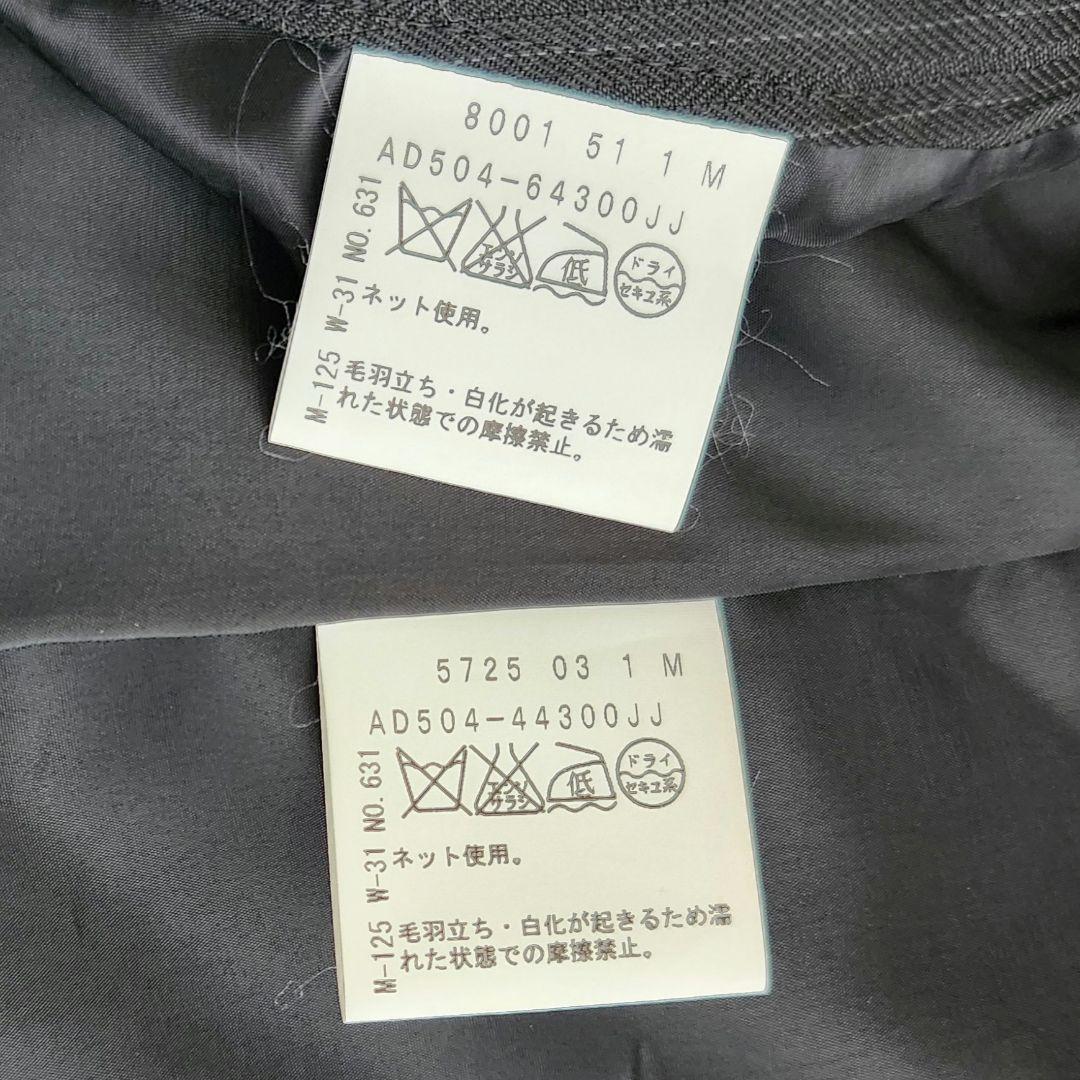 8001 51 1 M
AD504-64300JJ
エンソ
サラシ
低
ドライ
セキユ系
ネット使用。
毛羽立ち・白化が起きるため濡
れた状態での摩擦禁止。
M-125 W-31 NO.631
5725 03 1 M
AD504-44300JJ
エンソ
サラシ
低
ドライ
セキユ系
ネット使用。
毛羽立ち・白化が起きるため濡
れた状態での摩擦禁止。
M-125 W-31 NO.631